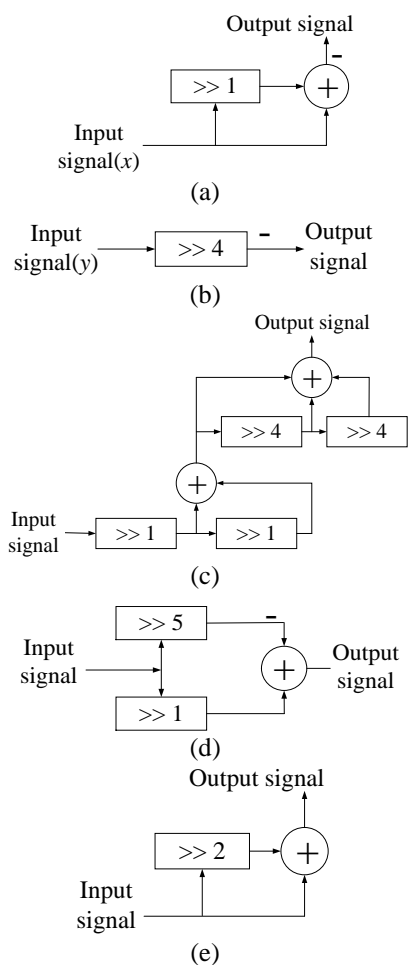 Output signal
−
>> 1
+
Input
signal(x)
(a)
Input
signal(y)
>> 4
−
Output
signal
(b)
Output signal
+
>> 4
>> 4
+
Input
signal
>> 1
>> 1
(c)
>> 5
−
Input
signal
+
Output
signal
>> 1
(d)
Output signal
>> 2
+
Input
signal
(e)